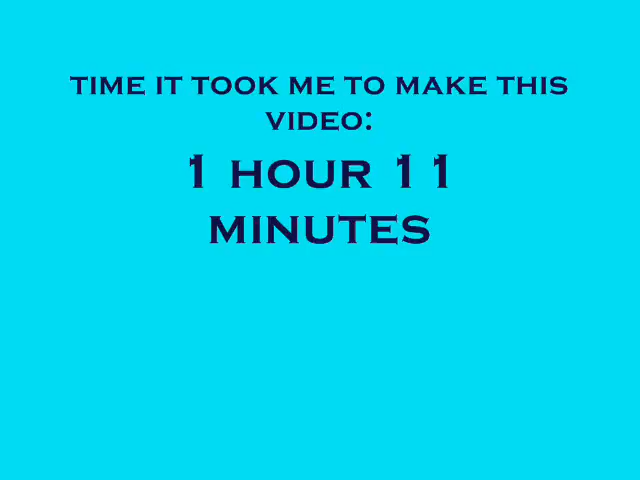 TIME IT TOOK ME TO MAKE THIS
VIDEO:
1 HOUR 11
MINUTES